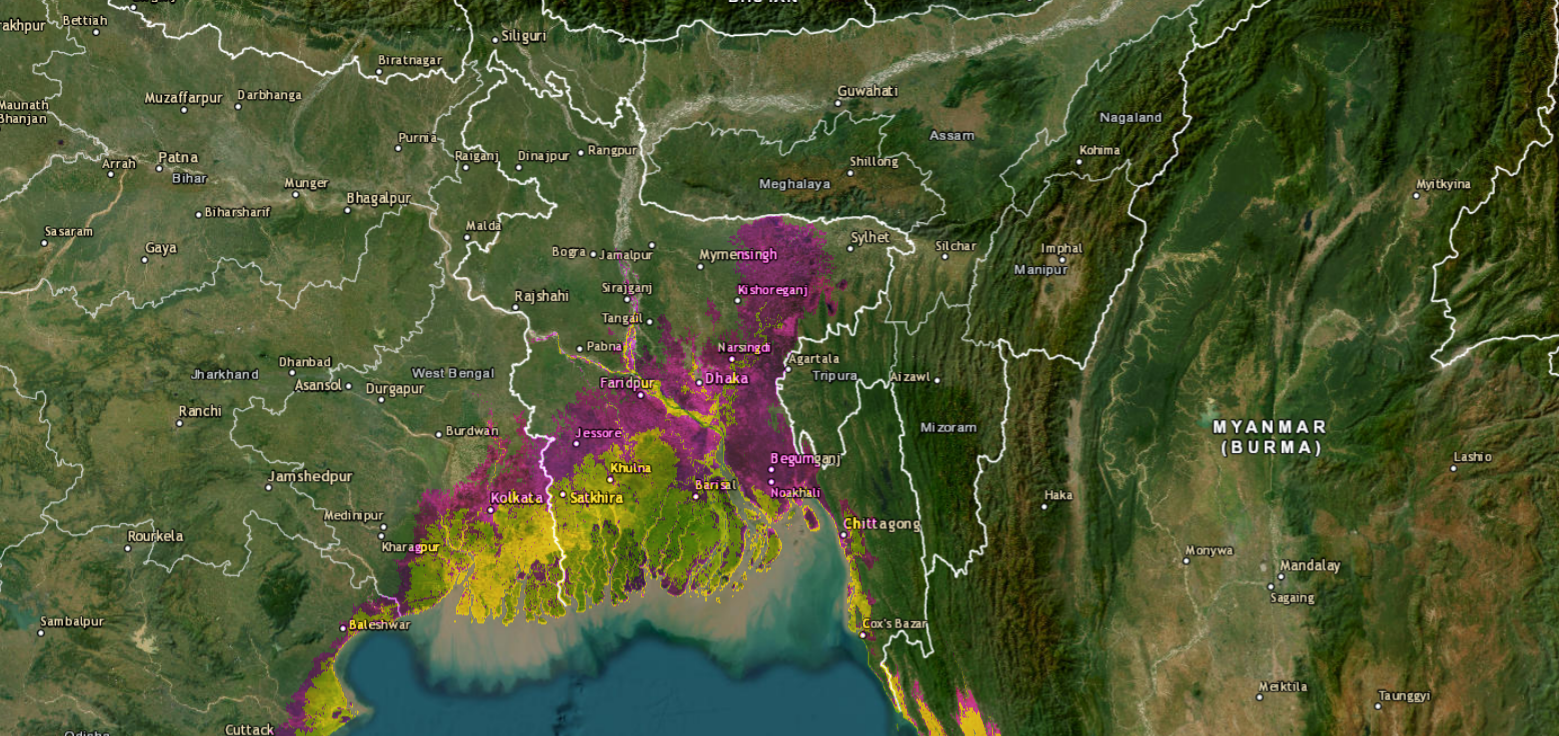 rakhpur
Bettiah
Siliguri
Biratnagar
Muzaffarpur
Darbhanga
Guwahati
Maunath
Bhanjan
Assam
Nagaland
Purnia
Raiganj
Dinajpur
Rangpur
Kohima
Arrah
Patna
Bihar
Shillong
Meghalaya
Munger
Bhagalpur
Myitkyina
Biharsharif
Sasaram
Malda
Sylhet
Silchar
Imphal
Gaya
Bogra
Jamalpur
Mymensingh
Manipur
Rajshahi
Sirajganj
Kishoreganj
Tangail
Pabna
Narsingdi
Agartala
Dhanbad
Jharkhand
West Bengal
Tripura
Aizawl
Asansol
Durgapur
Faridpur
Dhaka
Ranchi
Burdwan
Jessore
Mizoram
MYANMAR
(BURMA)
Begumganj
Lashio
Khulna
Jamshedpur
Kolkata
Satkhira
Barisal
Noakhali
Haka
Medinipur
Chittagong
Rourkela
Kharagpur
Monywa
Mandalay
Sagaing
Sambalpur
Baleshwar
Cox's Bazar
Meiktila
Taunggyi
Cuttack
Odisha